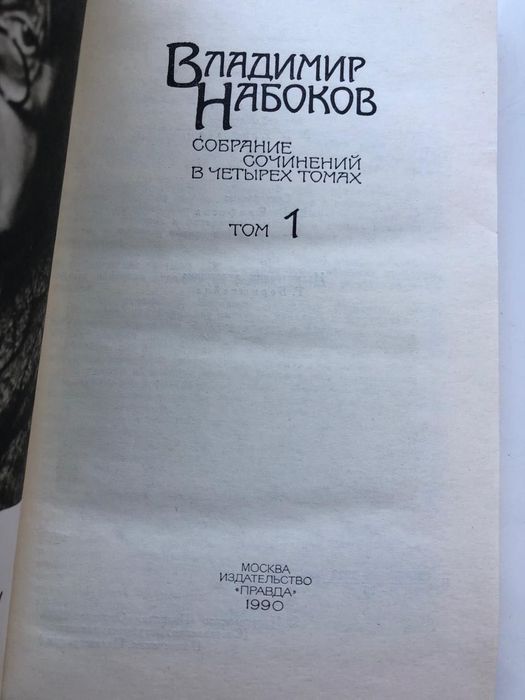 ВЛАДИМИР
НАБОКОВ
СОБРАНИЕ
СОЧИНЕНИЙ
В ЧЕТЫРЕХ ТОМАХ
ТОМ 1
МОСКВА
ИЗДАТЕЛЬСТВО
«ПРАВДА»
1990